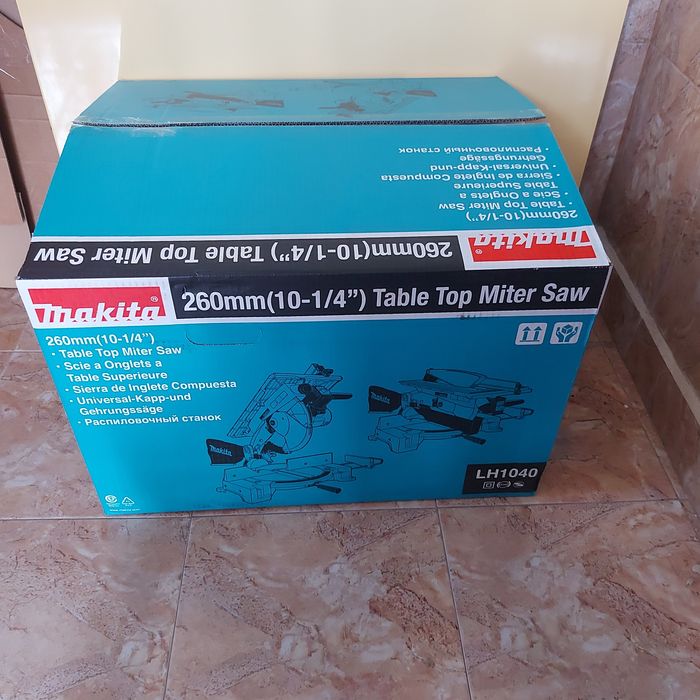 260mm(10-1/4")
· Table Top Miter Saw
· Scie a Onglets a
Table Superieure
· Sierra de Inglete Compuesta
· Universal-Kapp-und
Gehrungssäge
· Распиловочный станок
makita® 260mm(10-1/4") Table Top Miter Saw
makita® 260mm(10-1/4") Table Top Miter Saw
260mm(10-1/4")
· Table Top Miter Saw
· Scie a Onglets a
Table Superieure
· Sierra de Inglete Compuesta
· Universal-Kapp-und
Gehrungssäge
· Распиловочный станок
Makita
Makita
LH1040